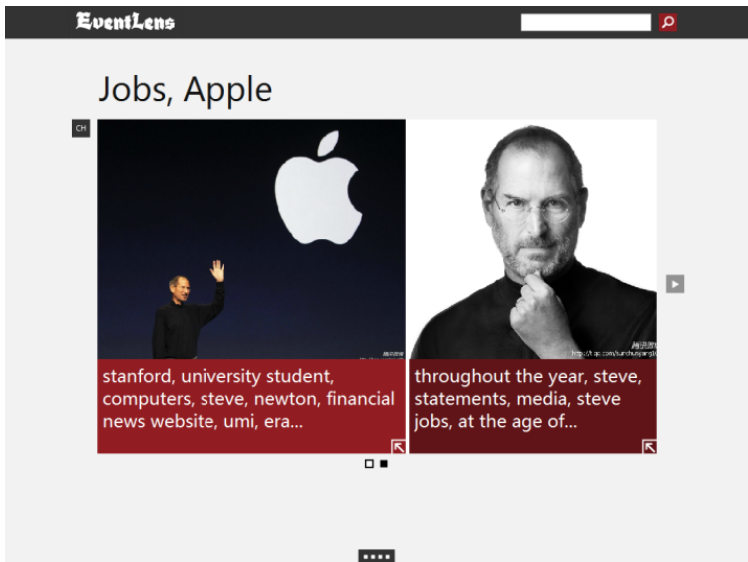 EventLens
Jobs, Apple
CH
stanford, university student,
computers, steve, newton, financial
news website, umi, era...
throughout the year, steve,
statements, media, steve
jobs, at the age of...